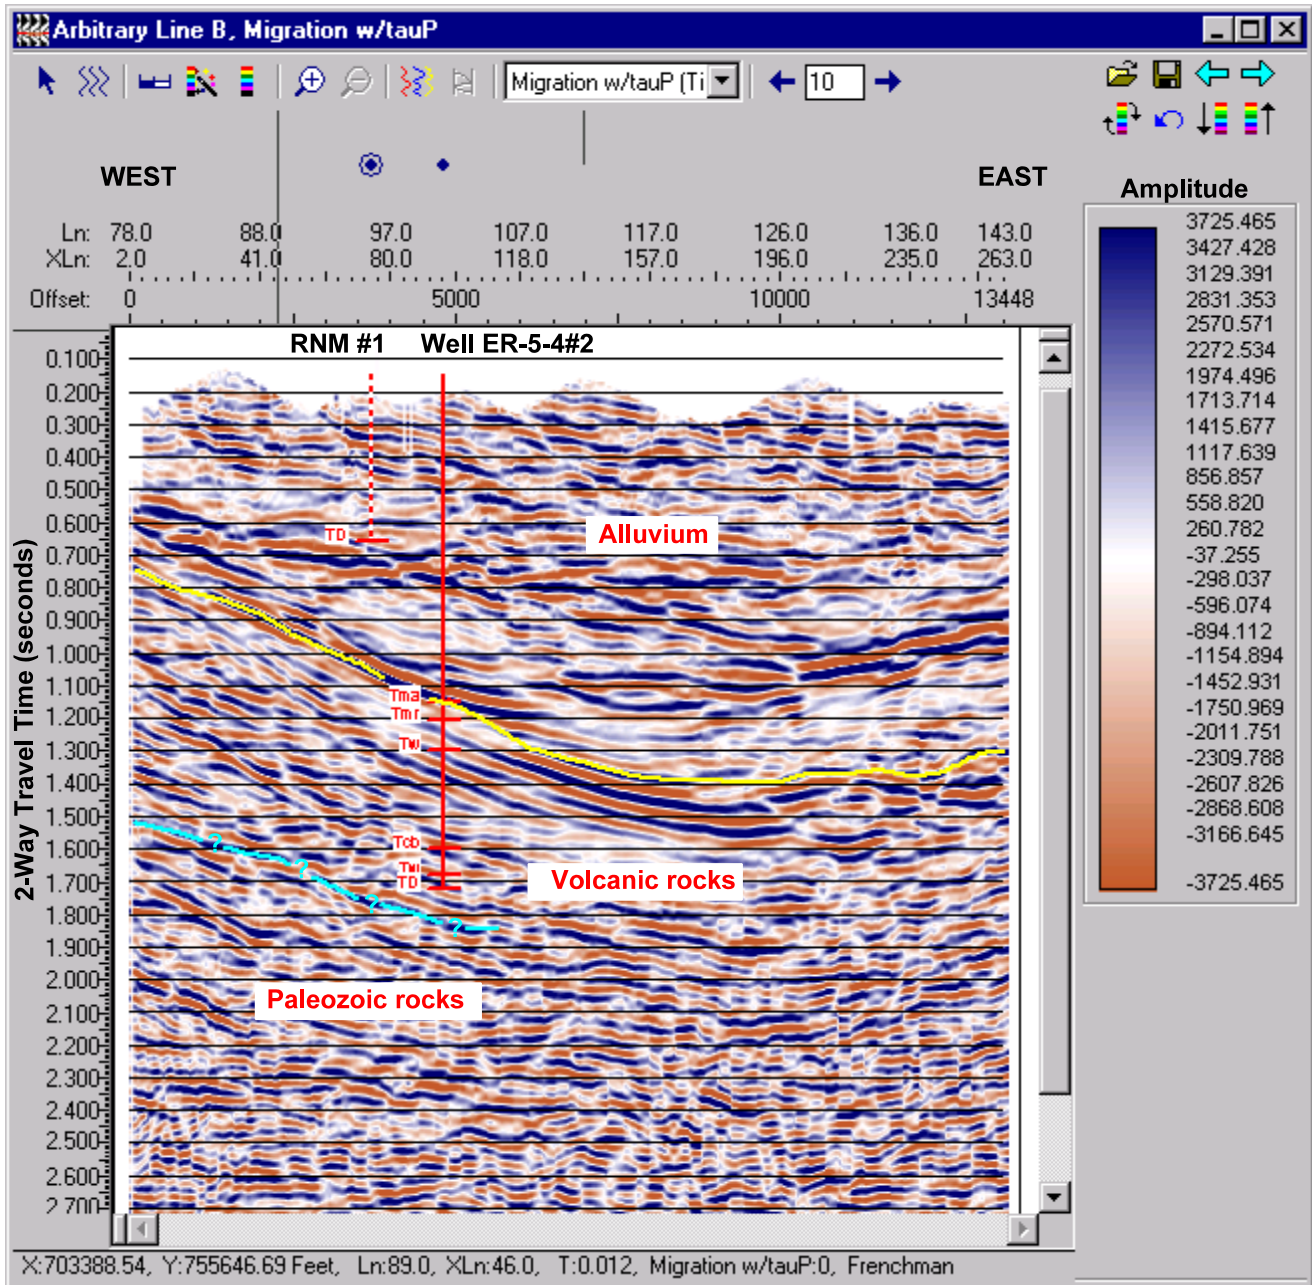 Arbitrary Line B, Migration w/tauP
Migration w/tauP (Ti
10
WEST
EAST
Amplitude
Ln: 78.0 88.0 97.0 107.0 117.0 126.0 136.0 143.0
XLn: 2.0 41.0 80.0 118.0 157.0 196.0 235.0 263.0
Offset: 0 5000 10000 13448
3725.465
3427.428
3129.391
2831.353
2570.571
2272.534
1974.496
1713.714
1415.677
1117.639
856.857
558.820
260.782
-37.255
-298.037
-596.074
-894.112
-1154.894
-1452.931
-1750.969
-2011.751
-2309.788
-2607.826
-2868.608
-3166.645
-3725.465
RNM #1 Well ER-5-4#2
2-Way Travel Time (seconds)
0.100
0.200
0.300
0.400
0.500
0.600
0.700
0.800
0.900
1.000
1.100
1.200
1.300
1.400
1.500
1.600
1.700
1.800
1.900
2.000
2.100
2.200
2.300
2.400
2.500
2.600
2.700
TD
Alluvium
Tma
Tmr
Tw
Tcb
Tw
TD
Volcanic rocks
? ? ? ?
Paleozoic rocks
X:703388.54, Y:755646.69 Feet, Ln:89.0, XLn:46.0, T:0.012, Migration w/tauP:0, Frenchman